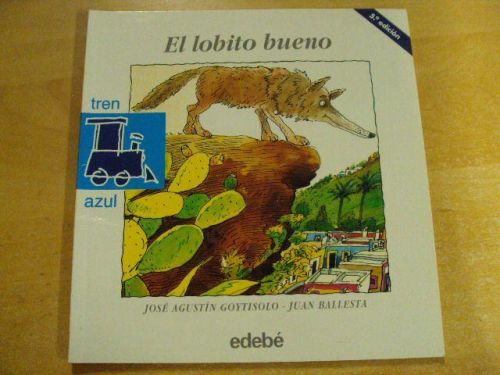 5.ª edición
El lobito bueno
tren
azul
JOSÉ AGUSTÍN GOYTISOLO - JUAN BALLESTA
edebé